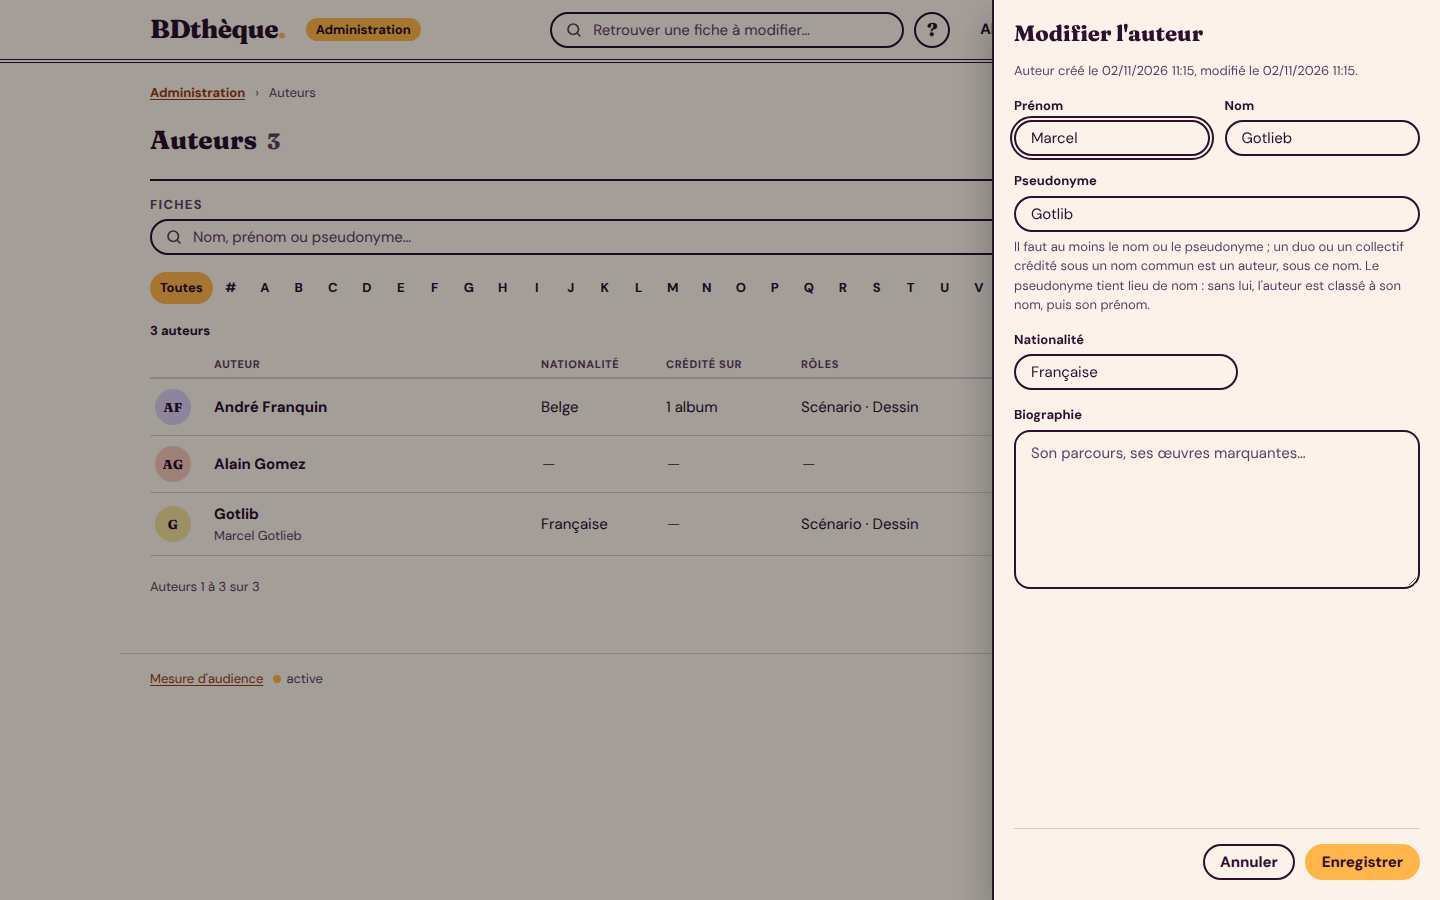 BDthèque.
Administration
Retrouver une fiche à modifier...
?
Administration › Auteurs
Auteurs 3
FICHES
Nom, prénom ou pseudonyme...
Toutes # A B C D E F G H I J K L M N O P Q R S T U V
3 auteurs
AUTEUR NATIONALITÉ CRÉDITÉ SUR RÔLES
AF André Franquin Belge 1 album Scénario · Dessin
AG Alain Gomez — — —
G Gotlib Française — Scénario · Dessin
Marcel Gotlieb
Auteurs 1 à 3 sur 3
Mesure d'audience active
Modifier l'auteur
Auteur créé le 02/11/2026 11:15, modifié le 02/11/2026 11:15.
Prénom Nom
Marcel Gotlieb
Pseudonyme
Gotlib
Il faut au moins le nom ou le pseudonyme ; un duo ou un collectif
crédité sous un nom commun est un auteur, sous ce nom. Le
pseudonyme tient lieu de nom : sans lui, l'auteur est classé à son
nom, puis son prénom.
Nationalité
Française
Biographie
Son parcours, ses œuvres marquantes...
Annuler Enregistrer